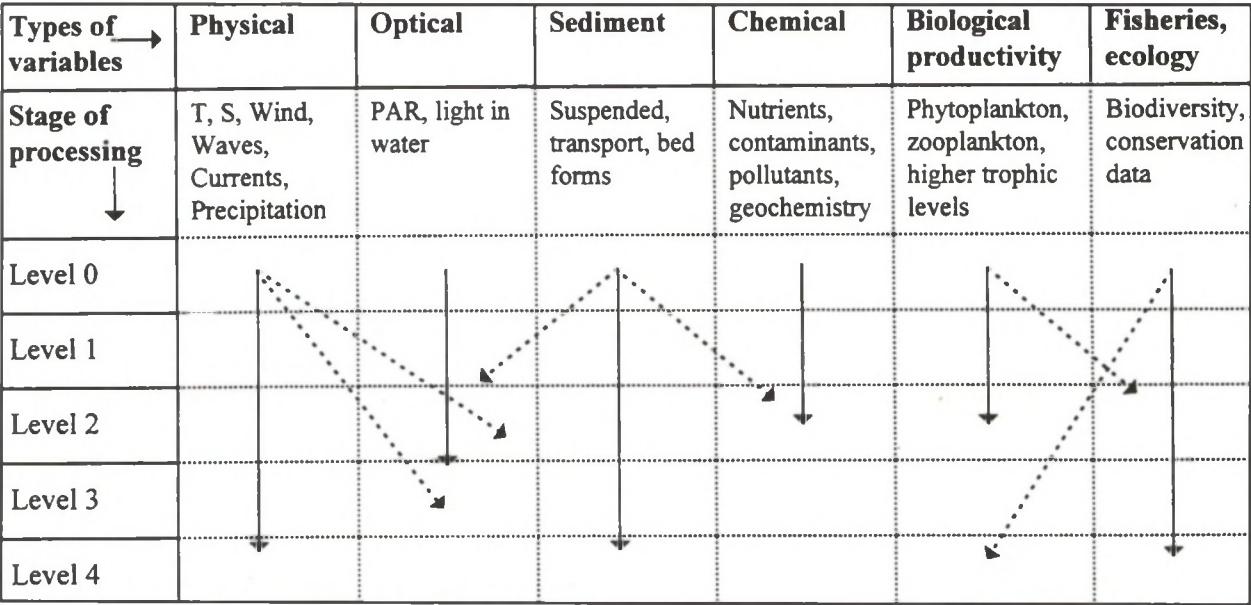 Types of
variables
Physical
Optical
Sediment
Chemical
Biological
productivity
Fisheries,
ecology
Stage of
processing
T, S, Wind,
Waves,
Currents,
Precipitation
PAR, light in
water
Suspended,
transport, bed
forms
Nutrients,
contaminants,
pollutants,
geochemistry
Phytoplankton,
zooplankton,
higher trophic
levels
Biodiversity,
conservation
data
Level 0
Level 1
Level 2
Level 3
Level 4